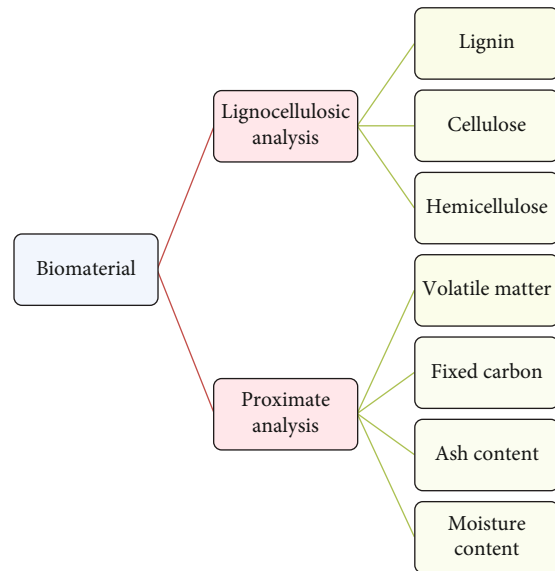 Biomaterial
Lignocellulosic
analysis
Lignin
Cellulose
Hemicellulose
Proximate
analysis
Volatile matter
Fixed carbon
Ash content
Moisture
content